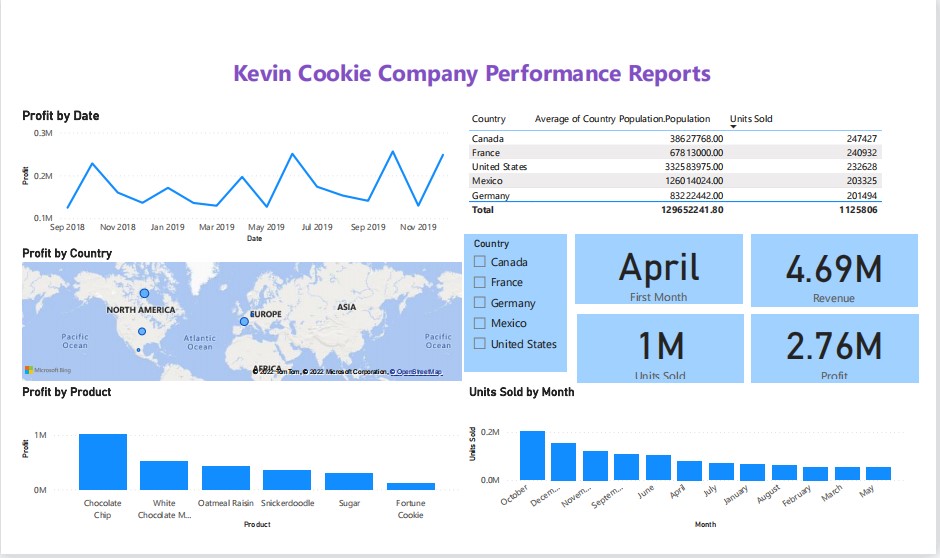 Kevin Cookie Company Performance Reports
Profit by Date
0.3M
0.2M
0.1M
Profit
Sep 2018 Nov 2018 Jan 2019 Mar 2019 May 2019 Jul 2019 Sep 2019 Nov 2019
Date
Country Average of Country Population.Population Units Sold
Canada 38627768.00 247427
France 67813000.00 240932
United States 332583975.00 232628
Mexico 126014024.00 203325
Germany 83222442.00 201494
Total 129652241.80 1125806
Profit by Country
NORTH AMERICA
EUROPE
ASIA
AFRICA
Pacific
Ocean
Atlantic
Ocean
Pacific
Ocean
Microsoft Bing
© 2022 TomTom, © 2022 Microsoft Corporation, © OpenStreetMap
Country
Canada
France
Germany
Mexico
United States
April
First Month
4.69M
Revenue
1M
Units Sold
2.76M
Profit
Profit by Product
1M
0M
Profit
Chocolate
Chip
White
Chocolate M...
Oatmeal Raisin
Snickerdoodle
Sugar
Fortune
Cookie
Product
Units Sold by Month
0.2M
0.0M
Units Sold
October Decem... Novem... Septem... June April July January August February March May
Month